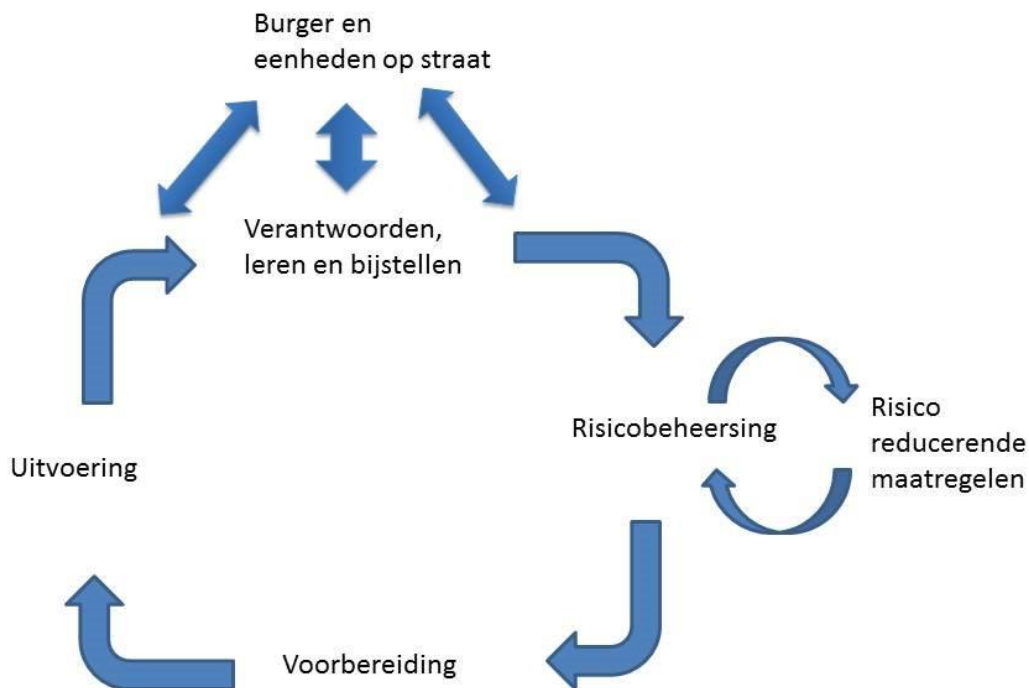 Burger en
eenheden op straat
Verantwoorden,
leren en bijstellen
Risicobeheersing
Risico
reducerende
maatregelen
Uitvoering
Voorbereiding